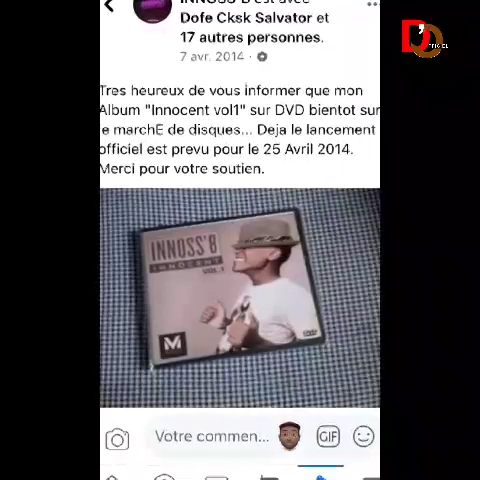 INNOSS'B est avec
Dofe Cksk Salvator et
17 autres personnes.
7 avr. 2014 ·
Tres heureux de vous informer que mon
Album "Innocent vol1" sur DVD bientot sur
le marchE de disques... Deja le lancement
officiel est prevu pour le 25 Avril 2014.
Merci pour votre soutien.
INNOSS'B
INNOCENT
VOL.1
M
DVD
Votre commen...
GIF